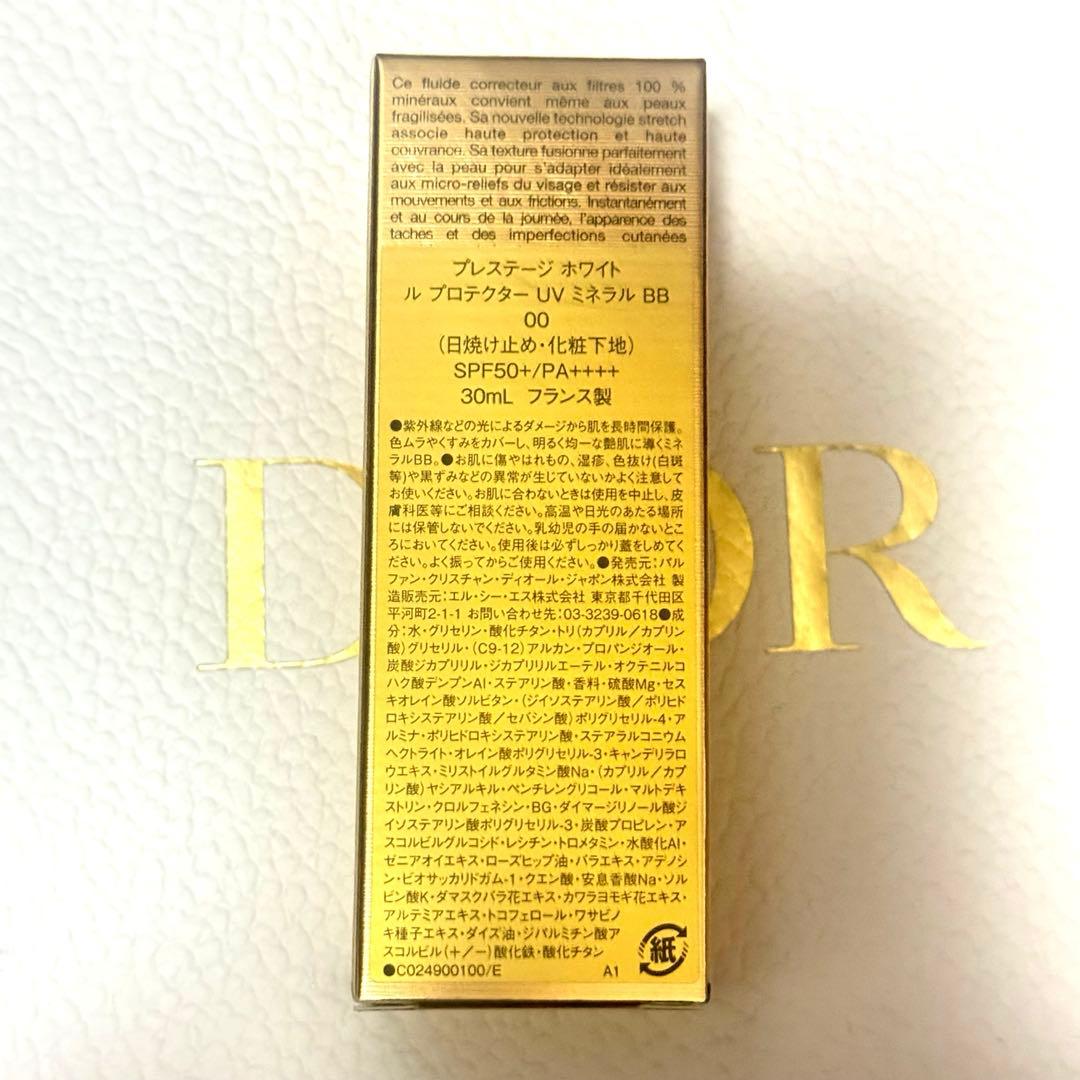 Ce fluide correcteur aux filtres 100 %
minéraux convient même aux peaux
fragilisées. Sa nouvelle technologie stretch
associe haute protection et haute
couvrance. Sa texture fusionne parfaitement
avec la peau pour s'adapter idéalement
aux micro-reliefs du visage et résister aux
mouvements et aux frictions. Instantanément
et au cours de la journée, l'apparence des
taches et des imperfections cutanées
プレステージ ホワイト
ル プロテクター UV ミネラル BB
00
(日焼け止め・化粧下地)
SPF50+/PA++++
30mL フランス製
●紫外線などの光によるダメージから肌を長時間保護。
色ムラやくすみをカバーし、明るく均一な艶肌に導くミネ
ラルBB。●お肌に傷やはれもの、湿疹、色抜け(白斑
等)や黒ずみなどの異常が生じていないかよく注意して
お使いください。お肌に合わないときは使用を中止し、皮
膚科医等にご相談ください。高温や日光のあたる場所
には保管しないでください。乳幼児の手の届かないとこ
ろにおいてください。使用後は必ずしっかり蓋をしめてく
ださい。よく振ってからご使用ください。●発売元:パル
ファン・クリスチャン・ディオール・ジャポン株式会社 製
造販売元:エル・シー・エス株式会社 東京都千代田区
平河町2-1-1 お問い合わせ先:03-3239-0618●成
分:水・グリセリン・酸化チタン・トリ(カプリル/カプリン
酸)グリセリル・(C9-12)アルカン・プロパンジオール・
炭酸ジカプリリル・ジカプリリルエーテル・オクテニルコ
ハク酸デンプンAl・ステアリン酸・香料・硫酸Mg・セス
キオレイン酸ソルビタン・(ジイソステアリン酸/ポリヒド
ロキシステアリン酸/セバシン酸)ポリグリセリル-4・ア
ルミナ・ポリヒドロキシステアリン酸・ステアラルコニウム
ヘクトライト・オレイン酸ポリグリセリル-3・キャンデリラロ
ウエキス・ミリストイルグルタミン酸Na・(カプリル/カプ
リン酸)ヤシアルキル・ペンチレングリコール・マルトデキ
ストリン・クロルフェネシン・BG・ダイマージリノール酸ジ
イソステアリン酸ポリグリセリル-3・炭酸プロピレン・ア
スコルビルグルコシド・レシチン・トロメタミン・水酸化Al・
ゼニアオイエキス・ローズヒップ油・バラエキス・アデノシ
ン・ビオサッカリドガム-1・クエン酸・安息香酸Na・ソル
ビン酸K・ダマスクバラ花エキス・カワラヨモギ花エキス・
アルテミアエキス・トコフェロール・ワサビノ
キ種子エキス・ダイズ油・ジパルミチン酸ア
スコルビル(+/-)酸化鉄・酸化チタン
●C024900100/E A1
紙
DIOR